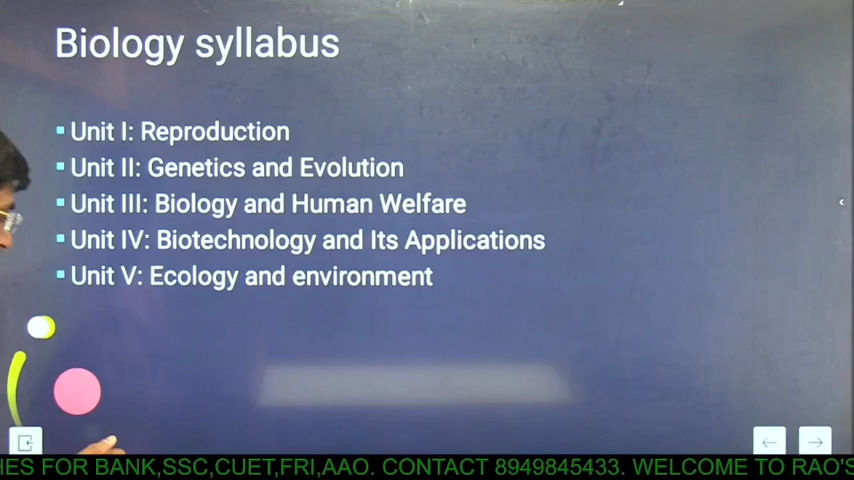 Biology syllabus
Unit I: Reproduction
Unit II: Genetics and Evolution
Unit III: Biology and Human Welfare
Unit IV: Biotechnology and Its Applications
Unit V: Ecology and environment
FOR BANK,SSC,CUET,FRI,AAO. CONTACT 8949845433. WELCOME TO RAO'S